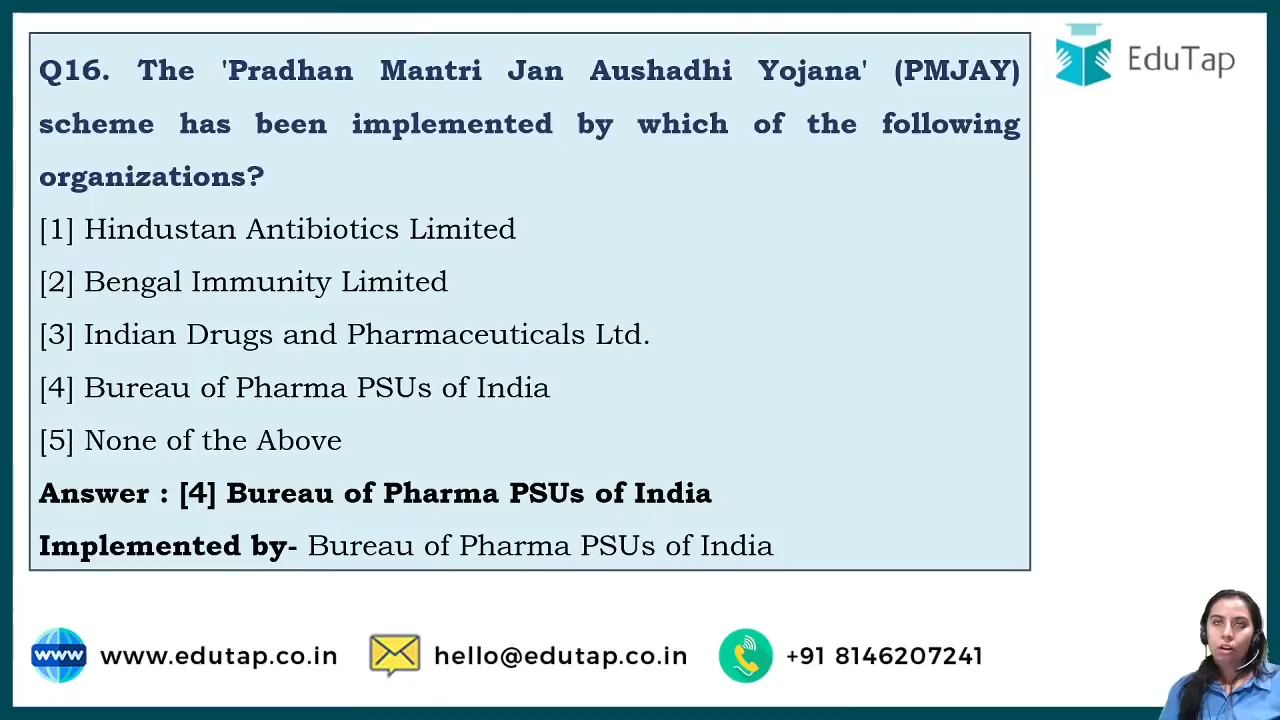 Q16. The 'Pradhan Mantri Jan Aushadhi Yojana' (PMJAY)
scheme has been implemented by which of the following
organizations?
[1] Hindustan Antibiotics Limited
[2] Bengal Immunity Limited
[3] Indian Drugs and Pharmaceuticals Ltd.
[4] Bureau of Pharma PSUs of India
[5] None of the Above
Answer : [4] Bureau of Pharma PSUs of India
Implemented by- Bureau of Pharma PSUs of India
EduTap
www www.edutap.co.in hello@edutap.co.in +91 8146207241